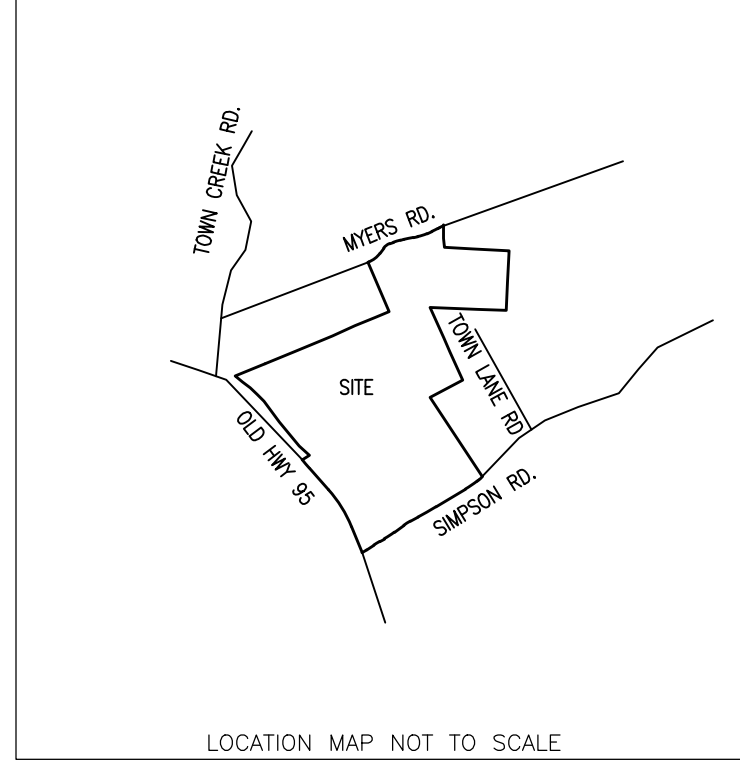 TOWN CREEK RD.
MYERS RD.
TOWN LANE RD
SITE
OLD HWY 95
SIMPSON RD.
LOCATION MAP NOT TO SCALE